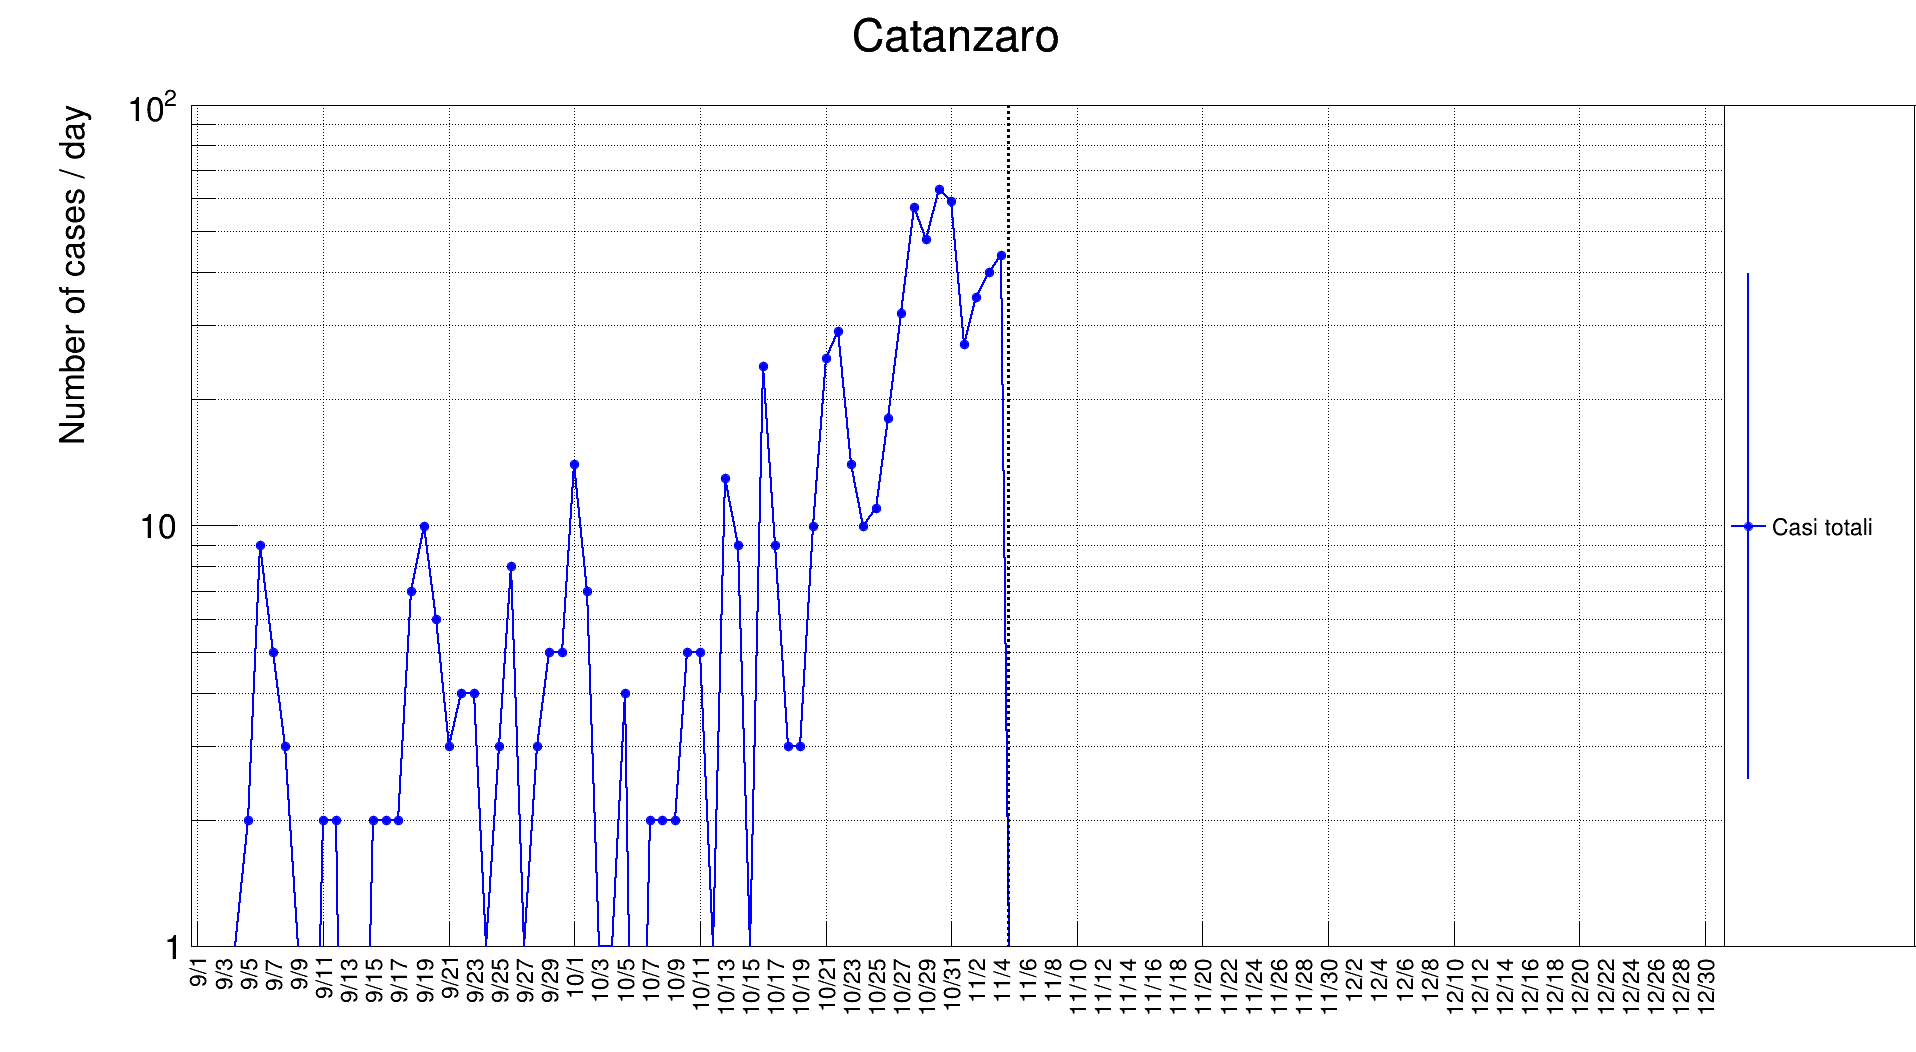 Catanzaro
Number of cases / day
10²
10
1
9/1 9/3 9/5 9/7 9/9 9/11 9/13 9/15 9/17 9/19 9/21 9/23 9/25 9/27 9/29 10/1 10/3 10/5 10/7 10/9 10/11 10/13 10/15 10/17 10/19 10/21 10/23 10/25 10/27 10/29 10/31 11/2 11/4 11/6 11/8 11/10 11/12 11/14 11/16 11/18 11/20 11/22 11/24 11/26 11/28 11/30 12/2 12/4 12/6 12/8 12/10 12/12 12/14 12/16 12/18 12/20 12/22 12/24 12/26 12/28 12/30
Casi totali